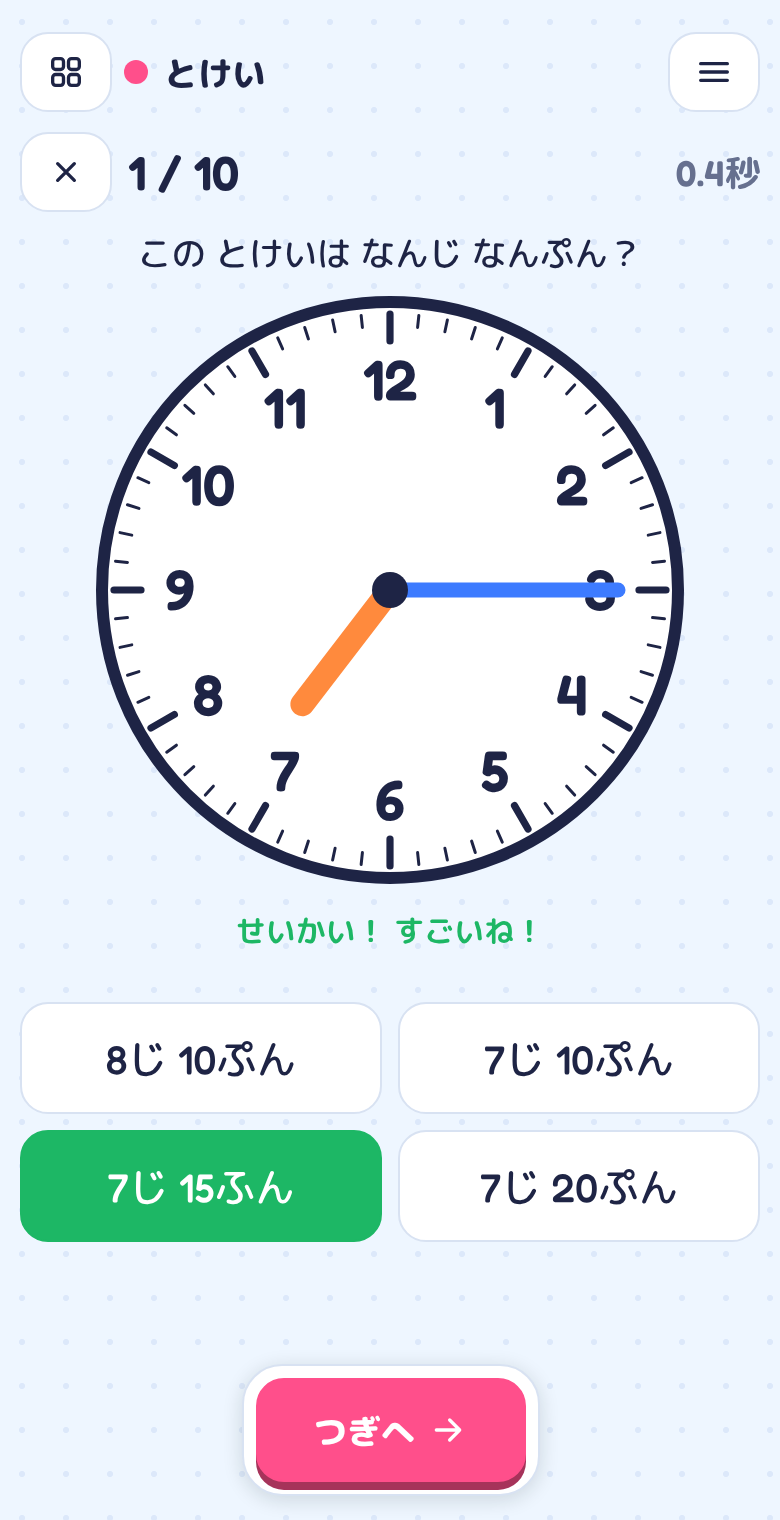 とけい
1 / 10
0.4秒
この とけいは なんじ なんぷん？
12
11
1
10
2
9
3
8
4
7
5
6
せいかい！ すごいね！
8じ 10ぷん
7じ 10ぷん
7じ 15ふん
7じ 20ぷん
つぎへ →